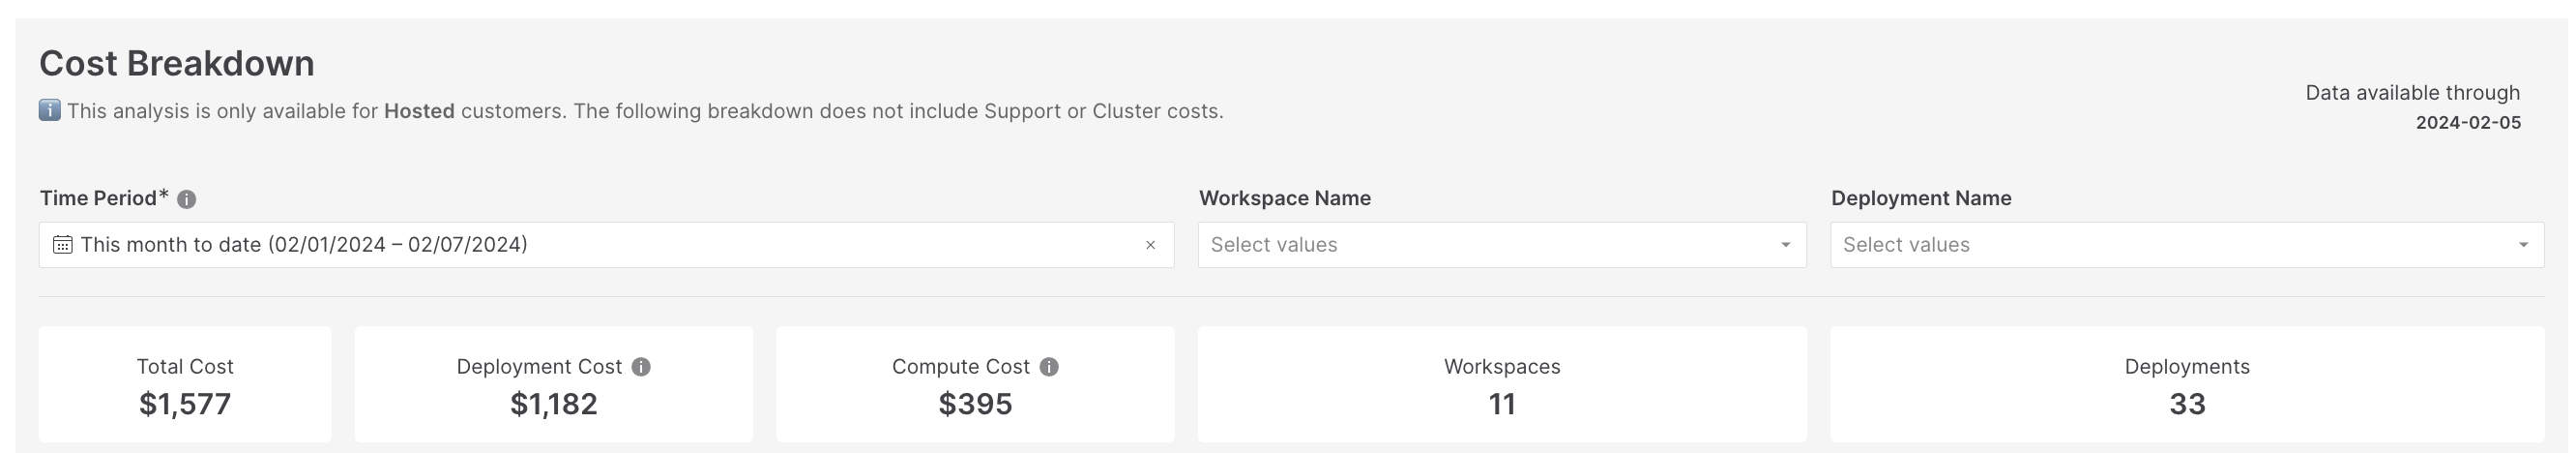 Cost Breakdown
ℹ️ This analysis is only available for Hosted customers. The following breakdown does not include Support or Cluster costs.
Data available through
2024-02-05
Time Period*
This month to date (02/01/2024 – 02/07/2024)
Workspace Name
Select values
Deployment Name
Select values
Total Cost
$1,577
Deployment Cost
$1,182
Compute Cost
$395
Workspaces
11
Deployments
33